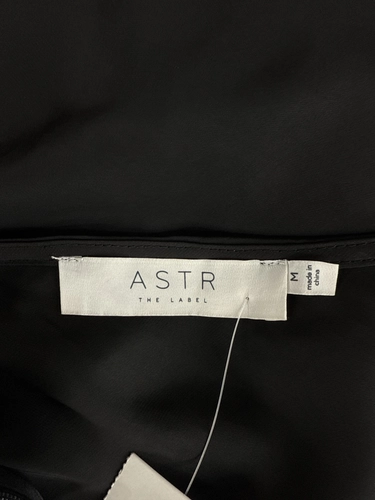 ASTR
THE LABEL
M
made in
china